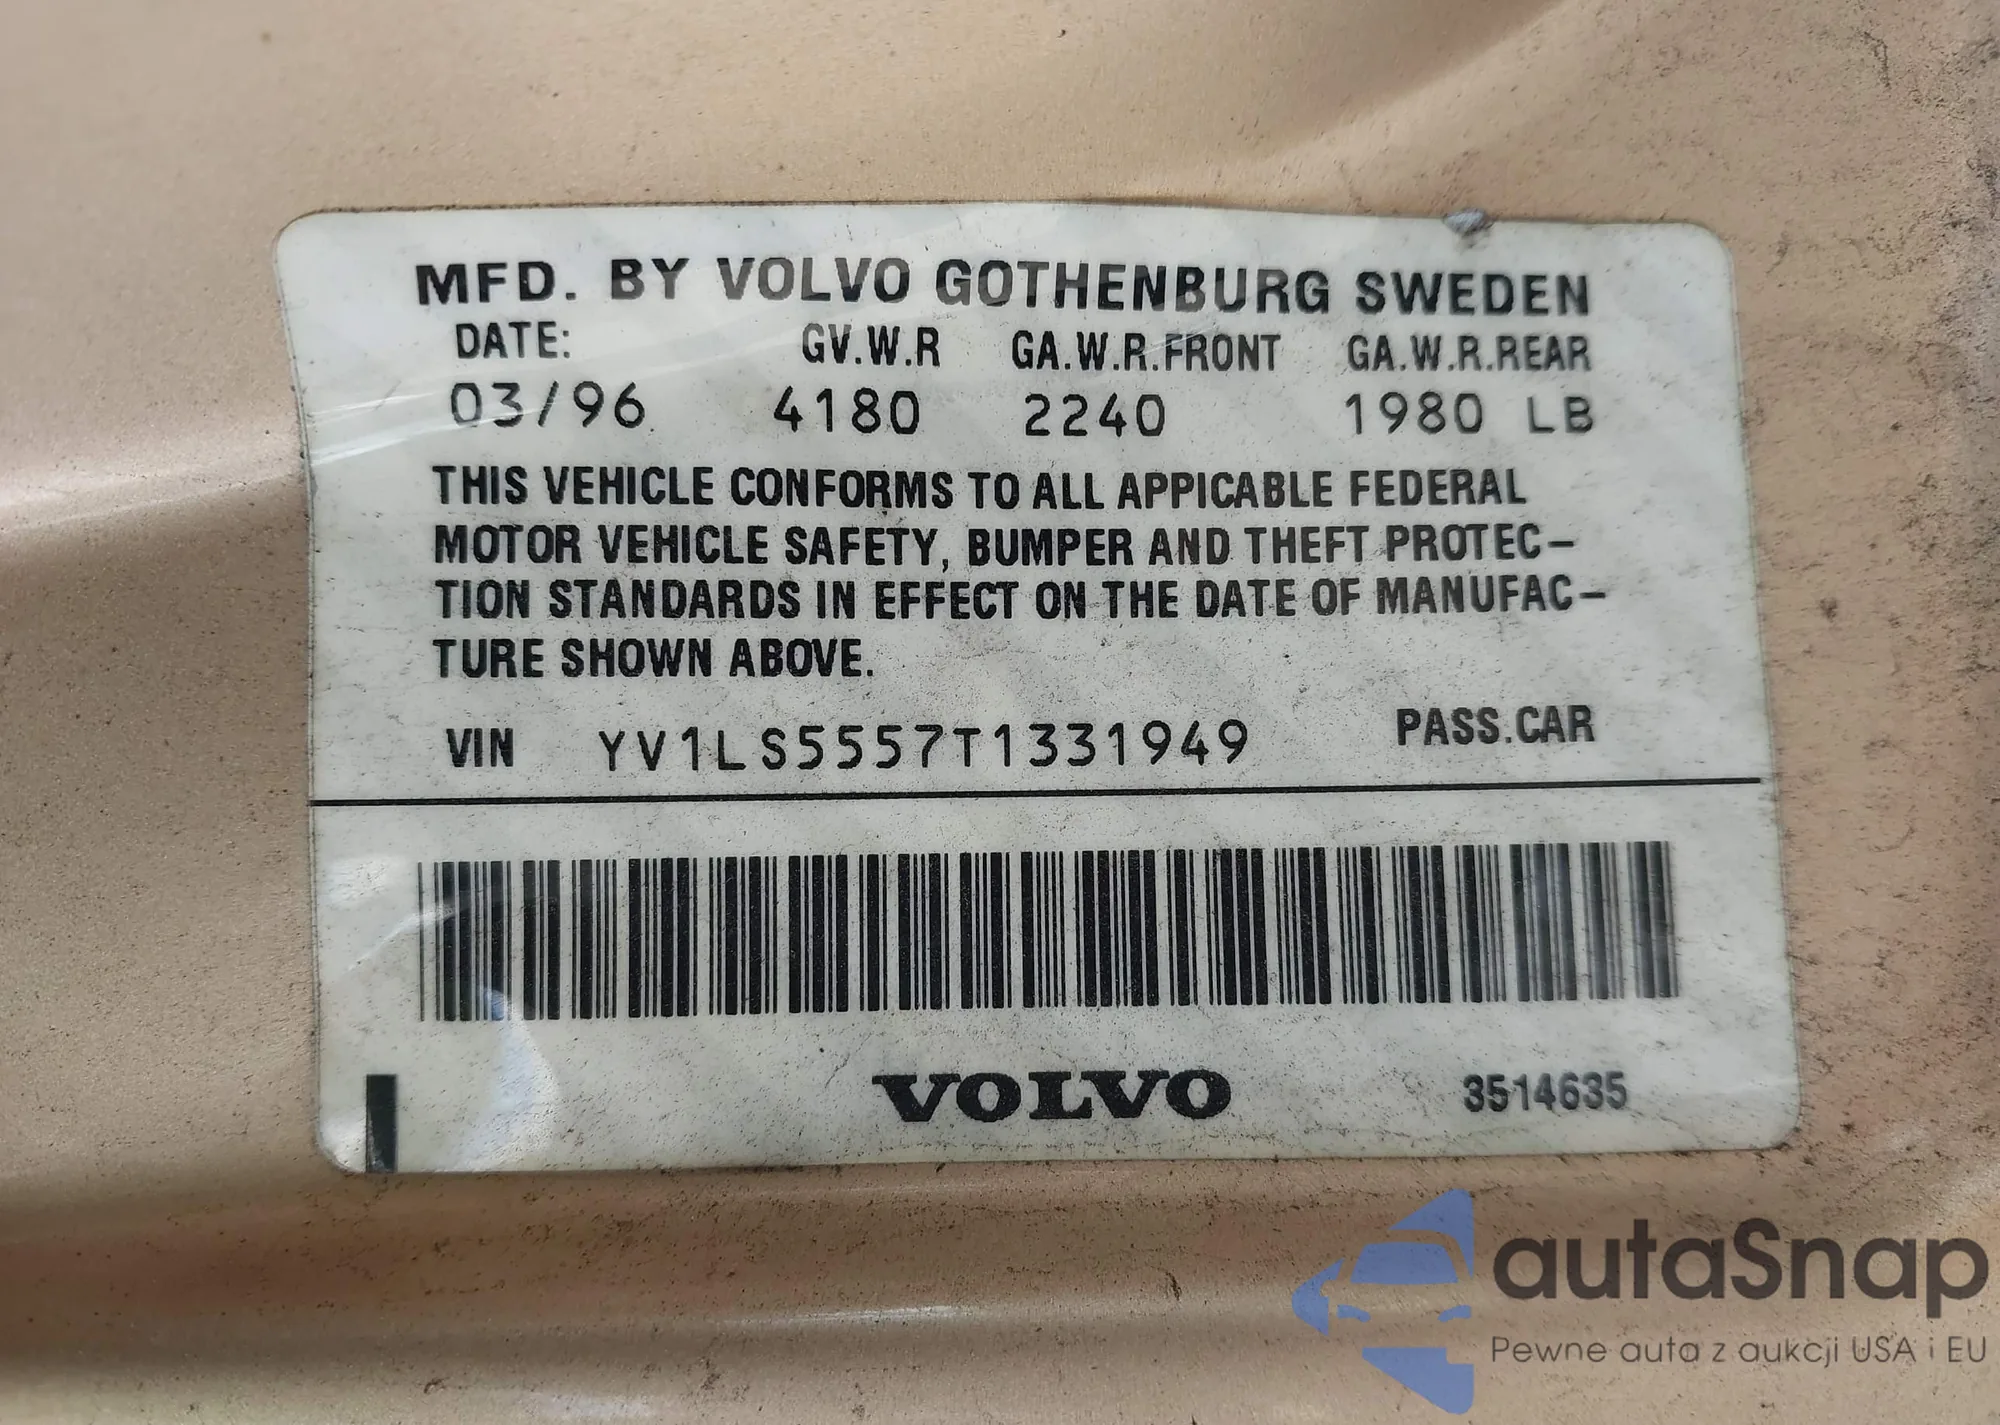 MFD. BY VOLVO GOTHENBURG SWEDEN
DATE: GV.W.R GA.W.R.FRONT GA.W.R.REAR
03/96 4180 2240 1980 LB
THIS VEHICLE CONFORMS TO ALL APPICABLE FEDERAL
MOTOR VEHICLE SAFETY, BUMPER AND THEFT PROTEC-
TION STANDARDS IN EFFECT ON THE DATE OF MANUFAC-
TURE SHOWN ABOVE.
VIN YV1LS5557T1331949 PASS.CAR
VOLVO 3514635
autaSnap
Pewne auta z aukcji USA i EU